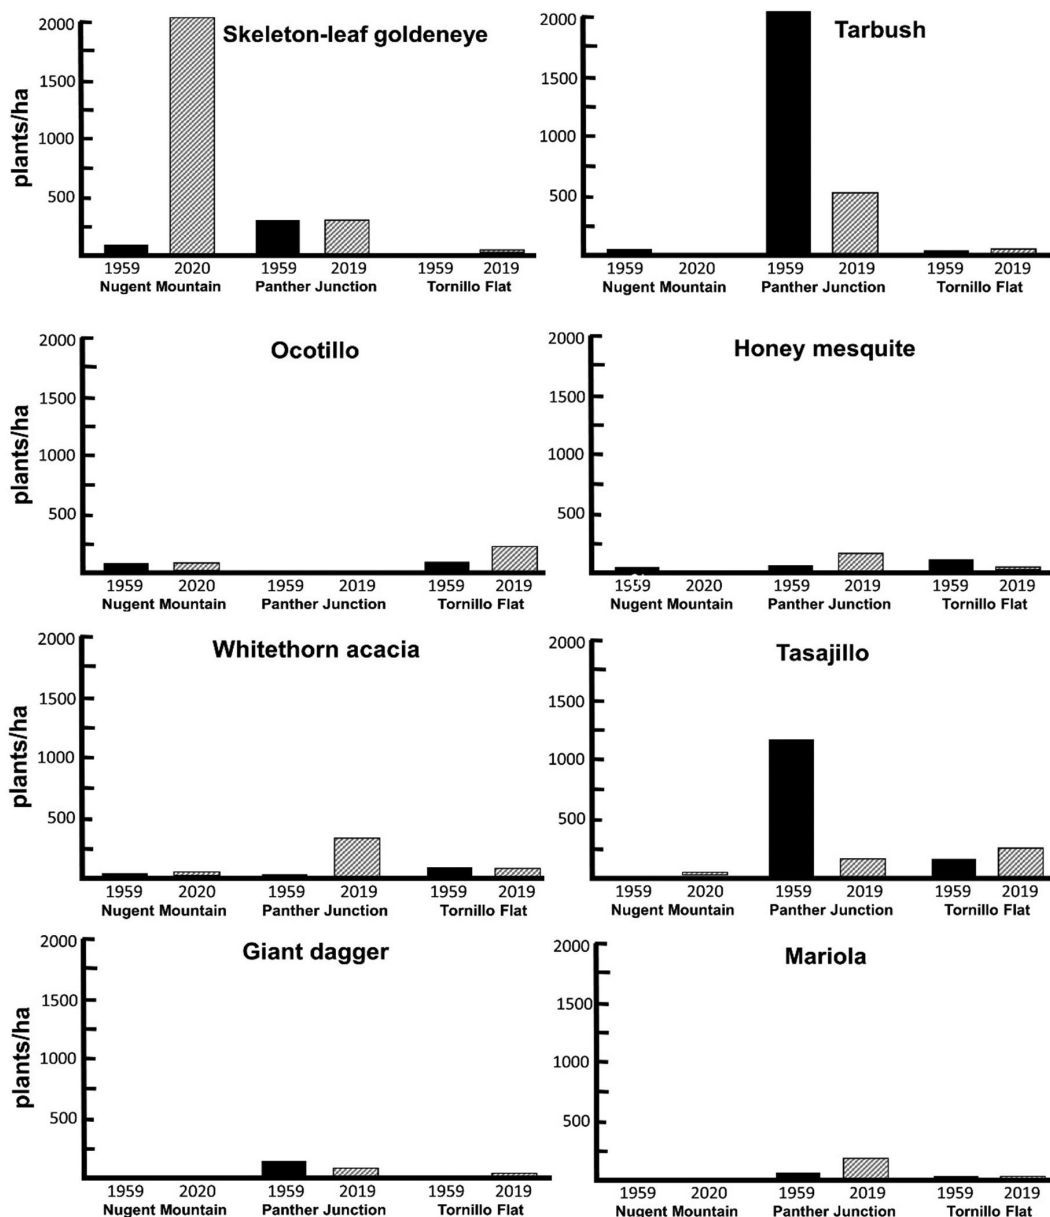 Skeleton-leaf goldeneye
plants/ha
2000
1500
1000
500
1959 2020 1959 2019 1959 2019
Nugent Mountain Panther Junction Tornillo Flat
Tarbush
2000
1500
1000
500
1959 2020 1959 2019 1959 2019
Nugent Mountain Panther Junction Tornillo Flat
Ocotillo
plants/ha
2000
1500
1000
500
1959 2020 1959 2019 1959 2019
Nugent Mountain Panther Junction Tornillo Flat
Honey mesquite
2000
1500
1000
500
1959 2020 1959 2019 1959 2019
Nugent Mountain Panther Junction Tornillo Flat
Whitethorn acacia
plants/ha
2000
1500
1000
500
1959 2020 1959 2019 1959 2019
Nugent Mountain Panther Junction Tornillo Flat
Tasajillo
2000
1500
1000
500
1959 2020 1959 2019 1959 2019
Nugent Mountain Panther Junction Tornillo Flat
Giant dagger
plants/ha
2000
1500
1000
500
1959 2020 1959 2019 1959 2019
Nugent Mountain Panther Junction Tornillo Flat
Mariola
2000
1500
1000
500
1959 2020 1959 2019 1959 2019
Nugent Mountain Panther Junction Tornillo Flat